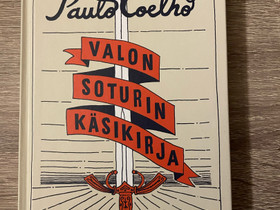 Paulo Coelho
VALON
SOTURIN
KÄSIKIRJA